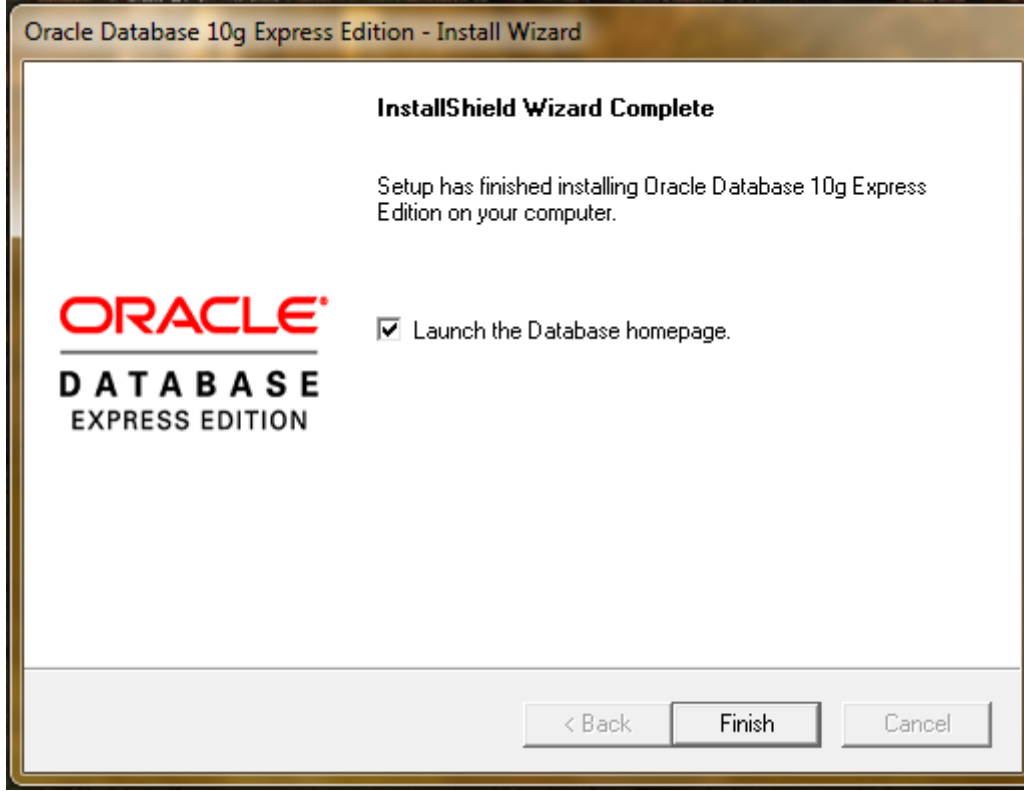 Oracle Database 10g Express Edition - Install Wizard
InstallShield Wizard Complete
Setup has finished installing Oracle Database 10g Express
Edition on your computer.
ORACLE
DATABASE
EXPRESS EDITION
Launch the Database homepage.
< Back
Finish
Cancel